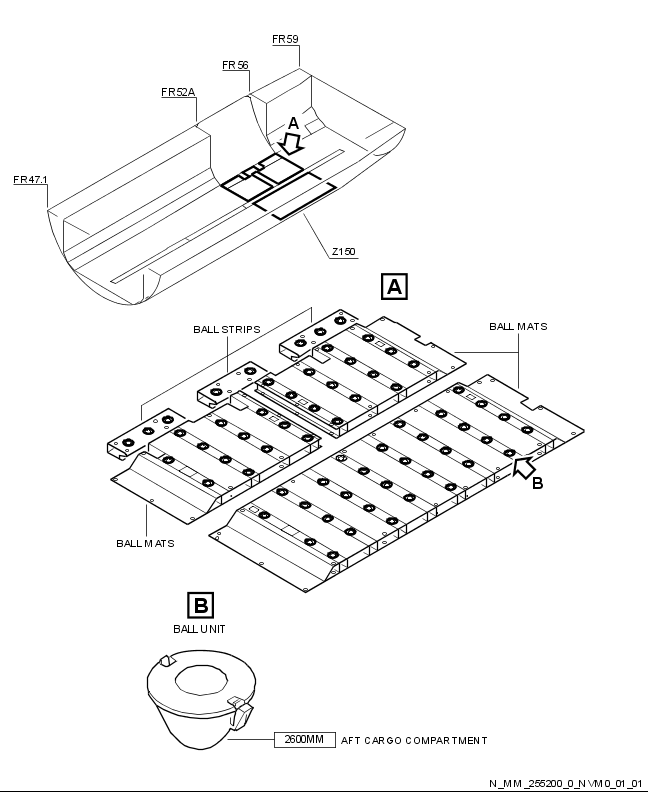 FR59
FR56
FR52A
A
FR47.1
Z150
A
BALL STRIPS
BALL MATS
B
BALL MATS
B
BALL UNIT
2600MM AFT CARGO COMPARTMENT
N_MM_255200_0_NVM0_01_01